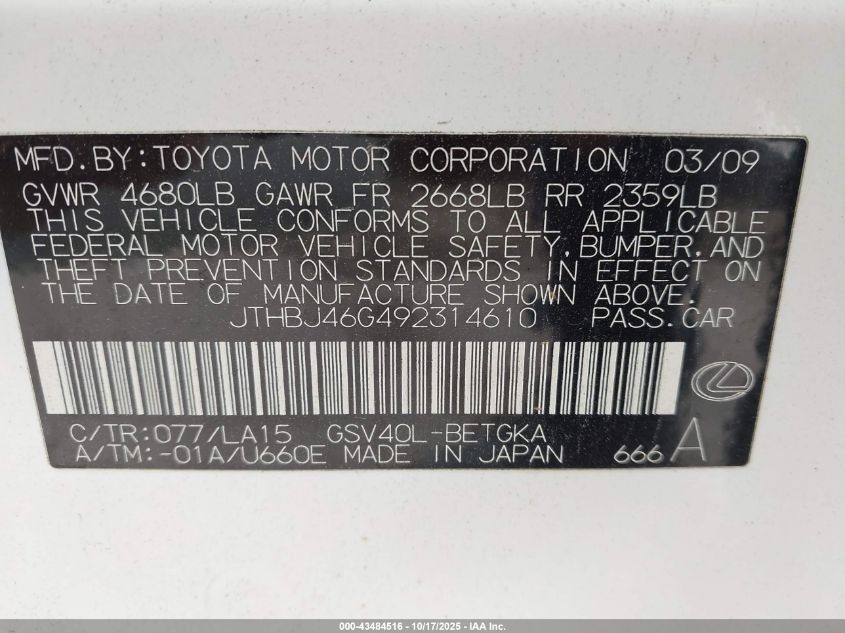 MFD.BY:TOYOTA MOTOR CORPORATION 03/09
GVWR 4680LB GAWR FR 2668LB RR 2359LB
THIS VEHICLE CONFORMS TO ALL APPLICABLE
FEDERAL MOTOR VEHICLE SAFETY,BUMPER,AND
THEFT PREVENTION STANDARDS IN EFFECT ON
THE DATE OF MANUFACTURE SHOWN ABOVE.
JTHBJ46G492314610 PASS.CAR
C/TR:077/LA15 GSV40L-BETGKA
A/TM:-01A/U660E MADE IN JAPAN 666 A
000-43484516 - 10/17/2025 - IAA Inc.